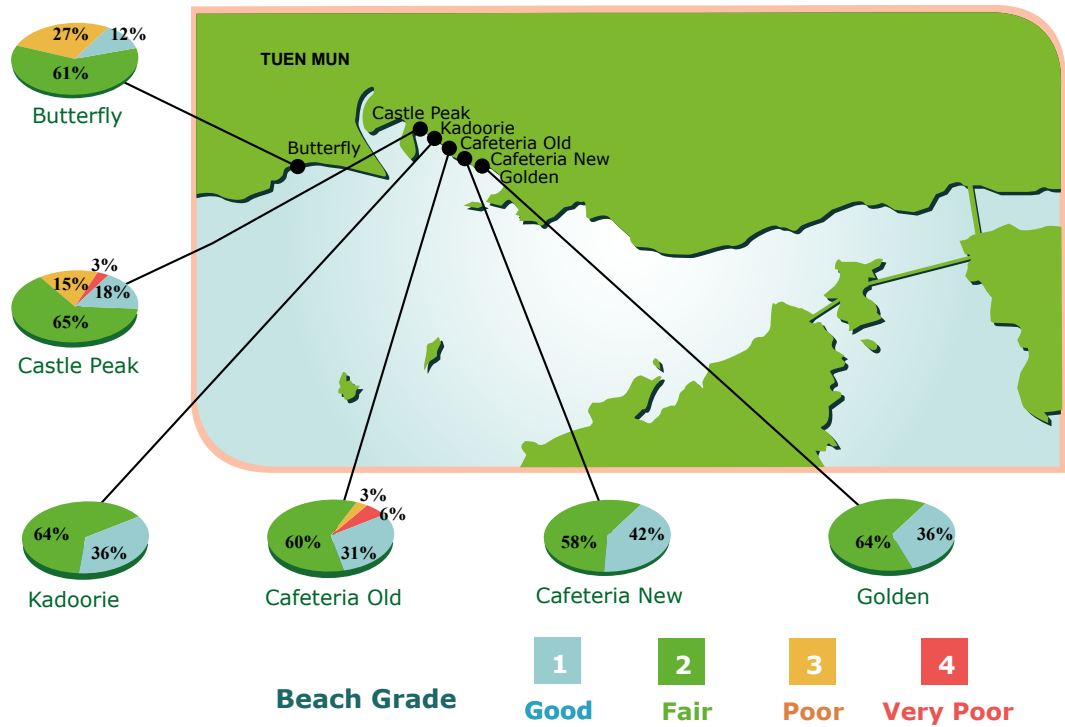 27%
12%
61%
Butterfly
TUEN MUN
Castle Peak
Kadoorie
Cafeteria Old
Cafeteria New
Golden
Butterfly
3%
15%
18%
65%
Castle Peak
64%
36%
Kadoorie
3%
6%
60%
31%
Cafeteria Old
42%
58%
Cafeteria New
36%
64%
Golden
Beach Grade
1
Good
2
Fair
3
Poor
4
Very Poor